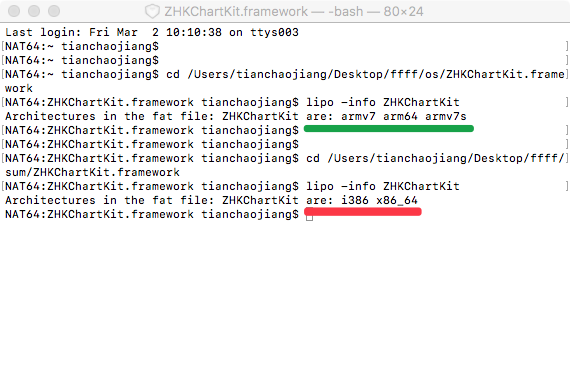 ZHKChartKit.framework — -bash — 80×24
Last login: Fri Mar  2 10:10:38 on ttys003
[NAT64:~ tianchaojiang$ ]
[NAT64:~ tianchaojiang$ ]
[NAT64:~ tianchaojiang$ cd /Users/tianchaojiang/Desktop/ffff/os/ZHKChartKit.frame]
work
[NAT64:ZHKChartKit.framework tianchaojiang$ lipo -info ZHKChartKit ]
Architectures in the fat file: ZHKChartKit are: armv7 arm64 armv7s
[NAT64:ZHKChartKit.framework tianchaojiang$ ]
[NAT64:ZHKChartKit.framework tianchaojiang$ ]
[NAT64:ZHKChartKit.framework tianchaojiang$ cd /Users/tianchaojiang/Desktop/ffff/]
sum/ZHKChartKit.framework
[NAT64:ZHKChartKit.framework tianchaojiang$ lipo -info ZHKChartKit ]
Architectures in the fat file: ZHKChartKit are: i386 x86_64
NAT64:ZHKChartKit.framework tianchaojiang$